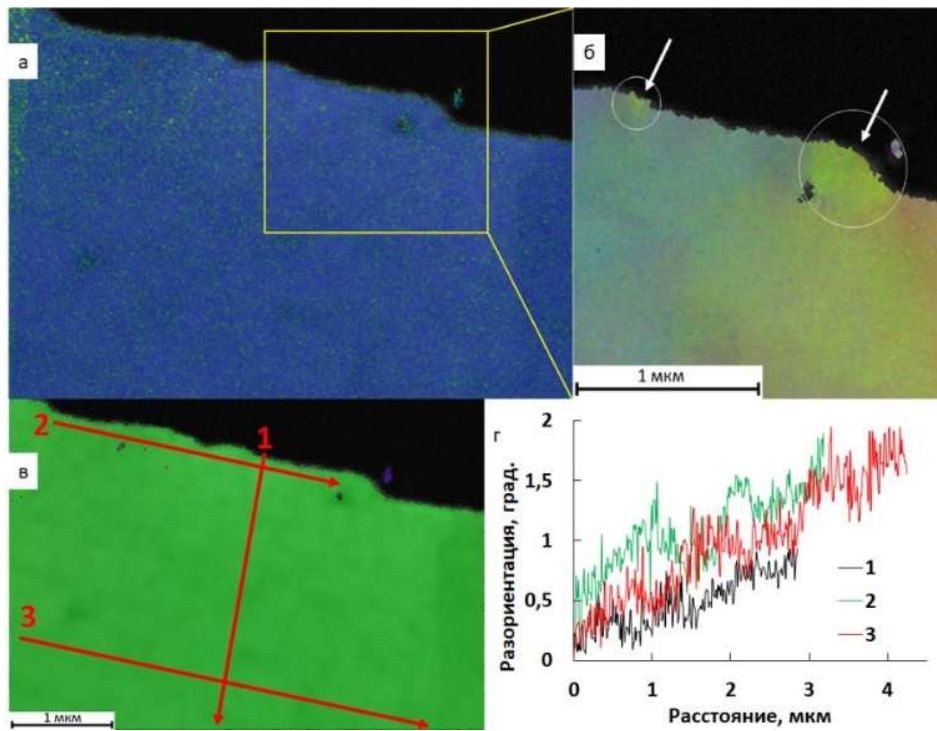 а
б
1 мкм
в
2
1
3
1 мкм
г
Разориентация, град.
2
1,5
1
0,5
0
0
1
2
3
4
Расстояние, мкм
1
2
3